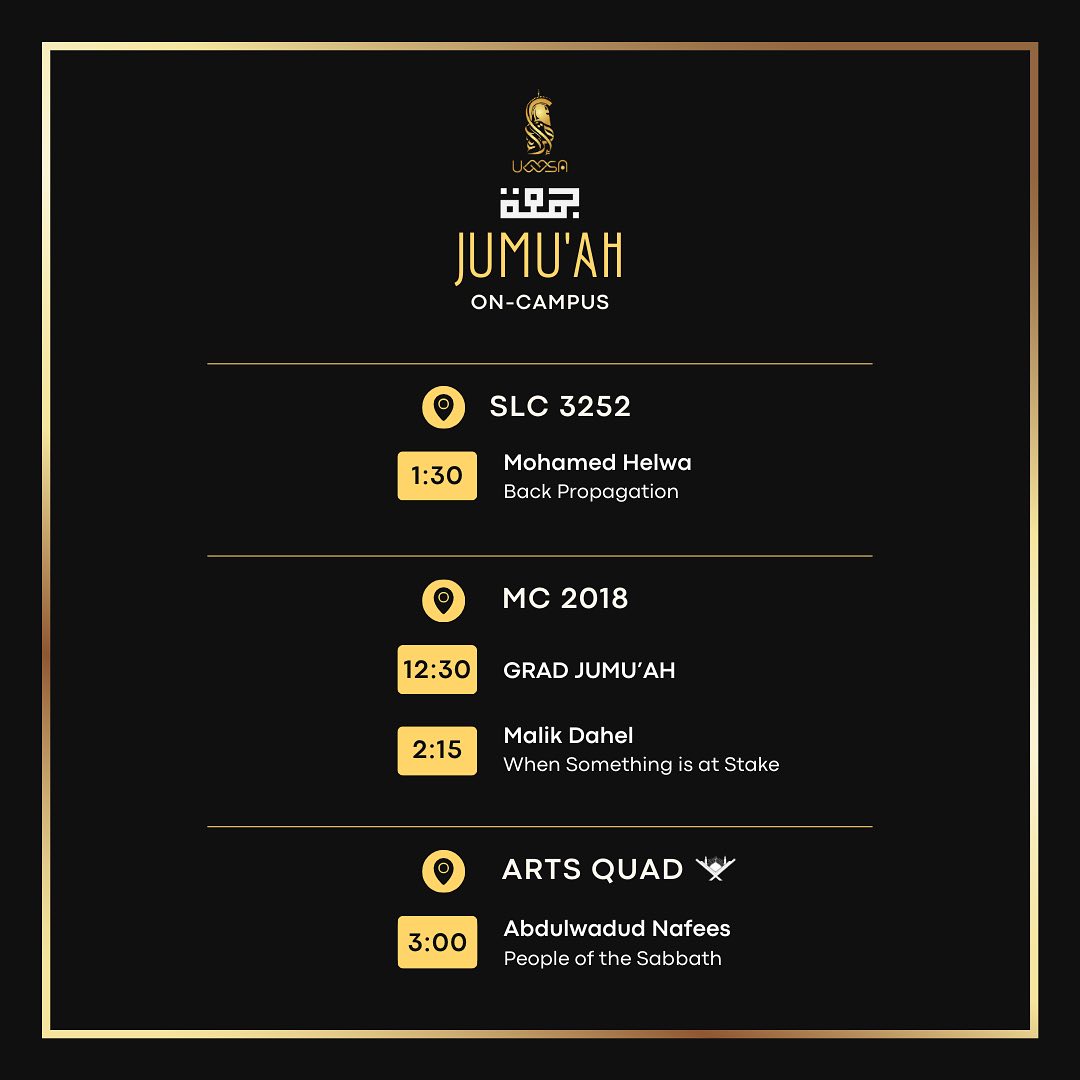 جمعة
JUMU'AH
ON-CAMPUS
SLC 3252
1:30
Mohamed Helwa
Back Propagation
MC 2018
12:30
GRAD JUMU’AH
2:15
Malik Dahel
When Something is at Stake
ARTS QUAD
3:00
Abdulwadud Nafees
People of the Sabbath